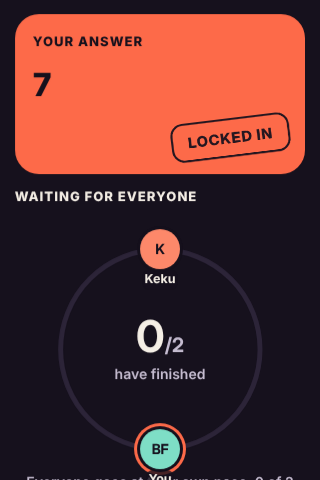 YOUR ANSWER
7
LOCKED IN
WAITING FOR EVERYONE
K
Keku
0/2
have finished
BF
You